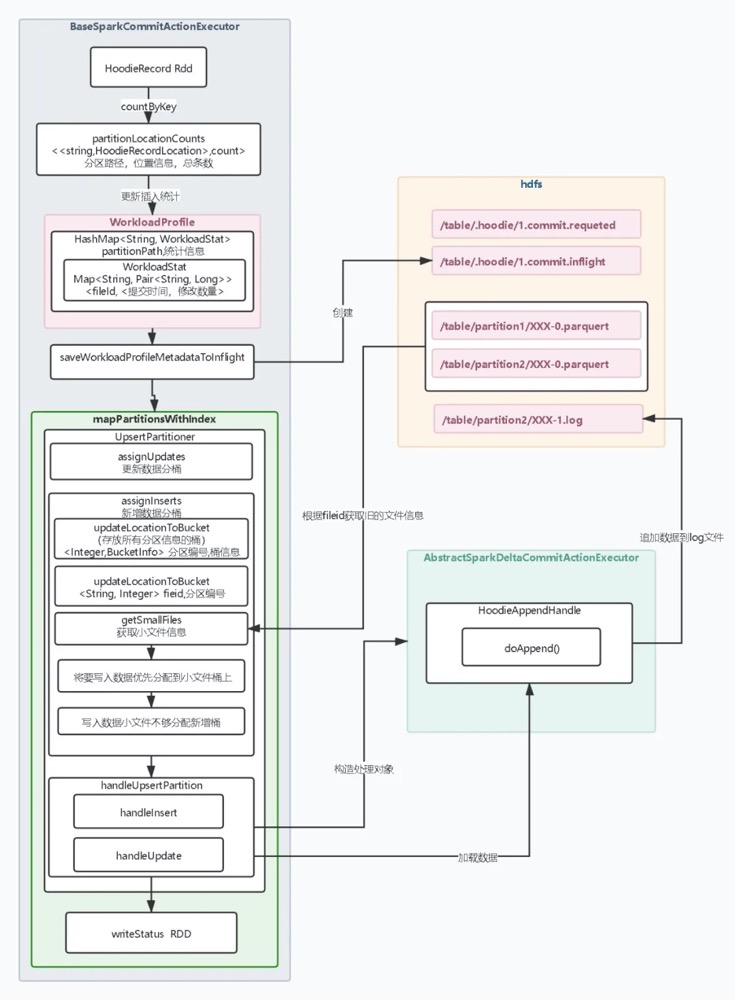 BaseSparkCommitActionExecutor
HoodieRecord Rdd
countByKey
partitionLocationCounts
<<string,HoodieRecordLocation>,count>
分区路径，位置信息，总条数
更新插入统计
WorkloadProfile
HashMap<String, WorkloadStat>
partitionPath,统计信息
WorkloadStat
Map<String, Pair<String, Long>>
<fileId, <提交时间，修改数量>
saveWorkloadProfileMetadataToInflight
创建
hdfs
/table/.hoodie/1.commit.requeted
/table/.hoodie/1.commit.inflight
/table/partition1/XXX-0.parquert
/table/partition2/XXX-0.parquert
/table/partition2/XXX-1.log
mapPartitionsWithIndex
UpsertPartitioner
assignUpdates
更新数据分桶
assignInserts
新增数据分桶
updateLocationToBucket
(存放所有分区信息的桶)
<Integer,BucketInfo> 分区编号,桶信息
updateLocationToBucket
<String, Integer> fieid,分区编号
getSmallFiles
获取小文件信息
将要写入数据优先分配到小文件桶上
写入数据小文件不够分配新增桶
handleUpsertPartition
handleInsert
handleUpdate
writeStatus RDD
根据fileid获取旧的文件信息
追加数据到log文件
AbstractSparkDeltaCommitActionExecutor
HoodieAppendHandle
doAppend()
构造处理对象
加载数据